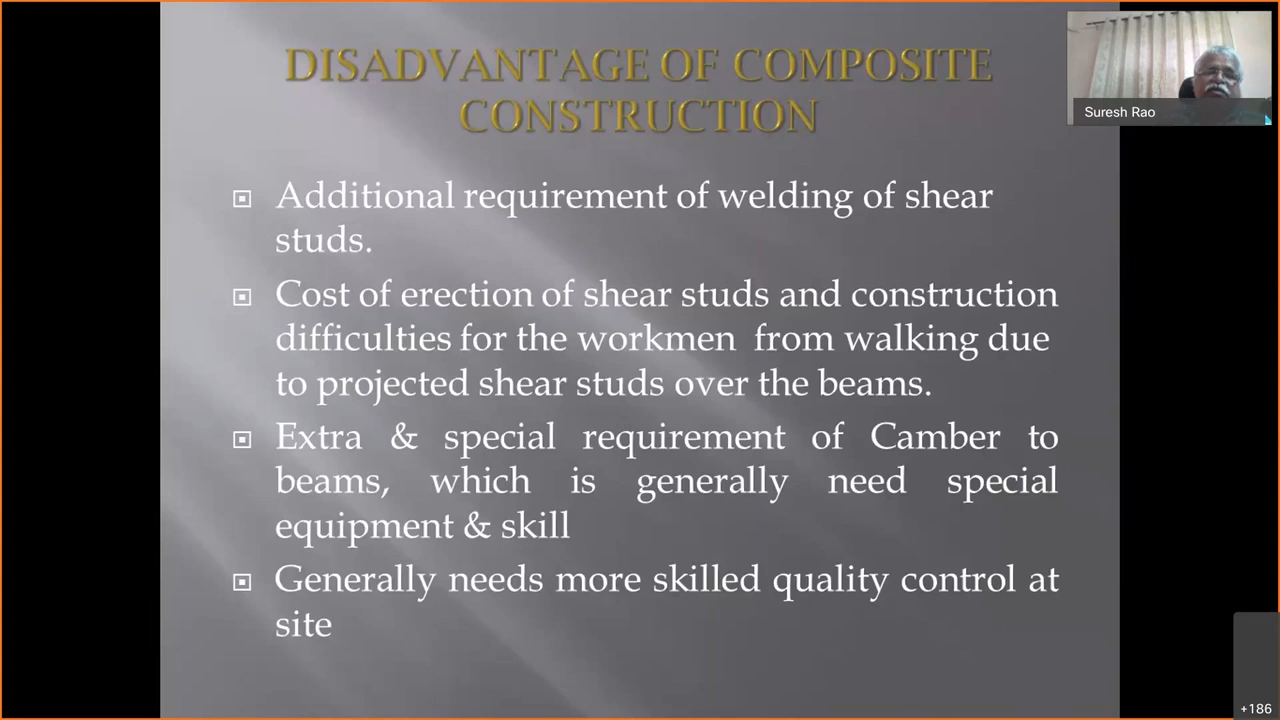 DISADVANTAGE OF COMPOSITE
CONSTRUCTION
Suresh Rao
Additional requirement of welding of shear
studs.
Cost of erection of shear studs and construction
difficulties for the workmen from walking due
to projected shear studs over the beams.
Extra & special requirement of Camber to
beams, which is generally need special
equipment & skill
Generally needs more skilled quality control at
site
+186